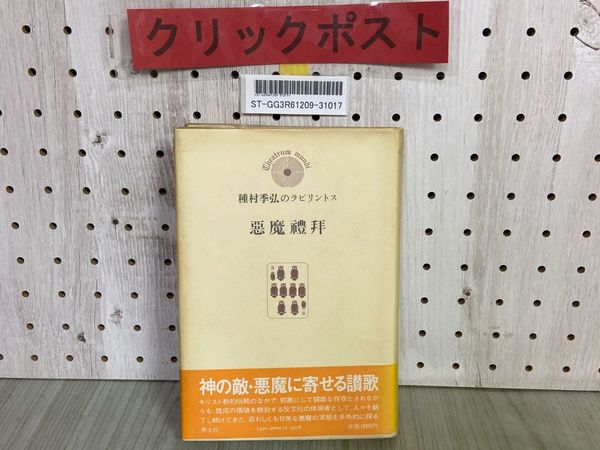 クリックポスト
ST-GG3R61209-31017
Theatrum mundi
種村季弘のラビリントス
惡魔禮拜
神の敵・悪魔に寄せる讃歌
キリスト教的伝統のなかで、邪悪にして猥雑な存在とされなが
らも、既成の価値を顚倒する反文化の体現者として、人々を魅
了し続けてきた、忌わしくも甘美な悪魔の実態を多角的に探る
青土社
定価1600円